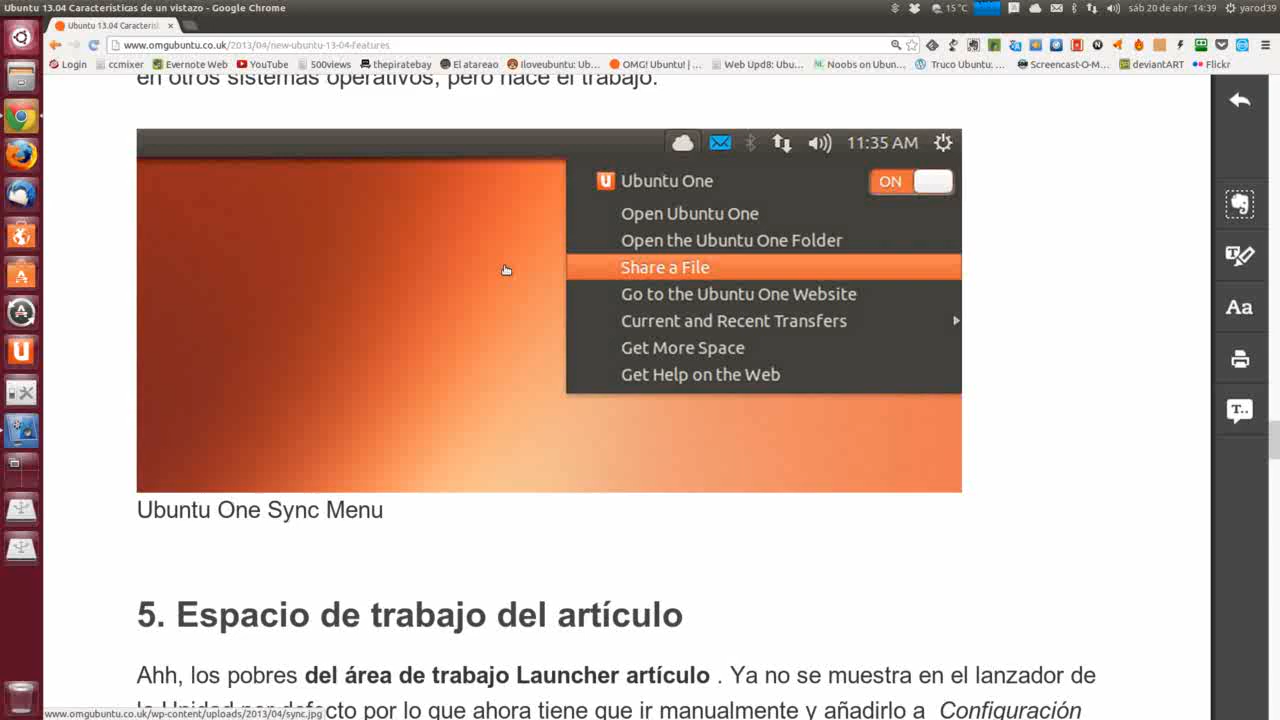 Ubuntu 13.04 Características de un vistazo - Google Chrome
15 °C
sáb 20 de abr 14:39
yarod39
Ubuntu 13.04 Característi
www.omgubuntu.co.uk/2013/04/new-ubuntu-13-04-features
Login
ccmixer
Evernote Web
YouTube
500views
thepiratebay
El atareao
Iloveubuntu: Ub...
OMG! Ubuntu! | ...
Web Upd8: Ubu...
Noobs on Ubun...
Truco Ubuntu. ...
Screencast-O-M...
deviantART
Flickr
en otros sistemas operativos, pero hace el trabajo.
11:35 AM
Ubuntu One
ON
Open Ubuntu One
Open the Ubuntu One Folder
Share a File
Go to the Ubuntu One Website
Current and Recent Transfers
Get More Space
Get Help on the Web
Aa
T..
Ubuntu One Sync Menu
5. Espacio de trabajo del artículo
Ahh, los pobres del área de trabajo Launcher artículo . Ya no se muestra en el lanzador de
la Unidad por defecto por lo que ahora tiene que ir manualmente y añadirlo a Configuración
www.omgubuntu.co.uk/wp-content/uploads/2013/04/sync.jpg